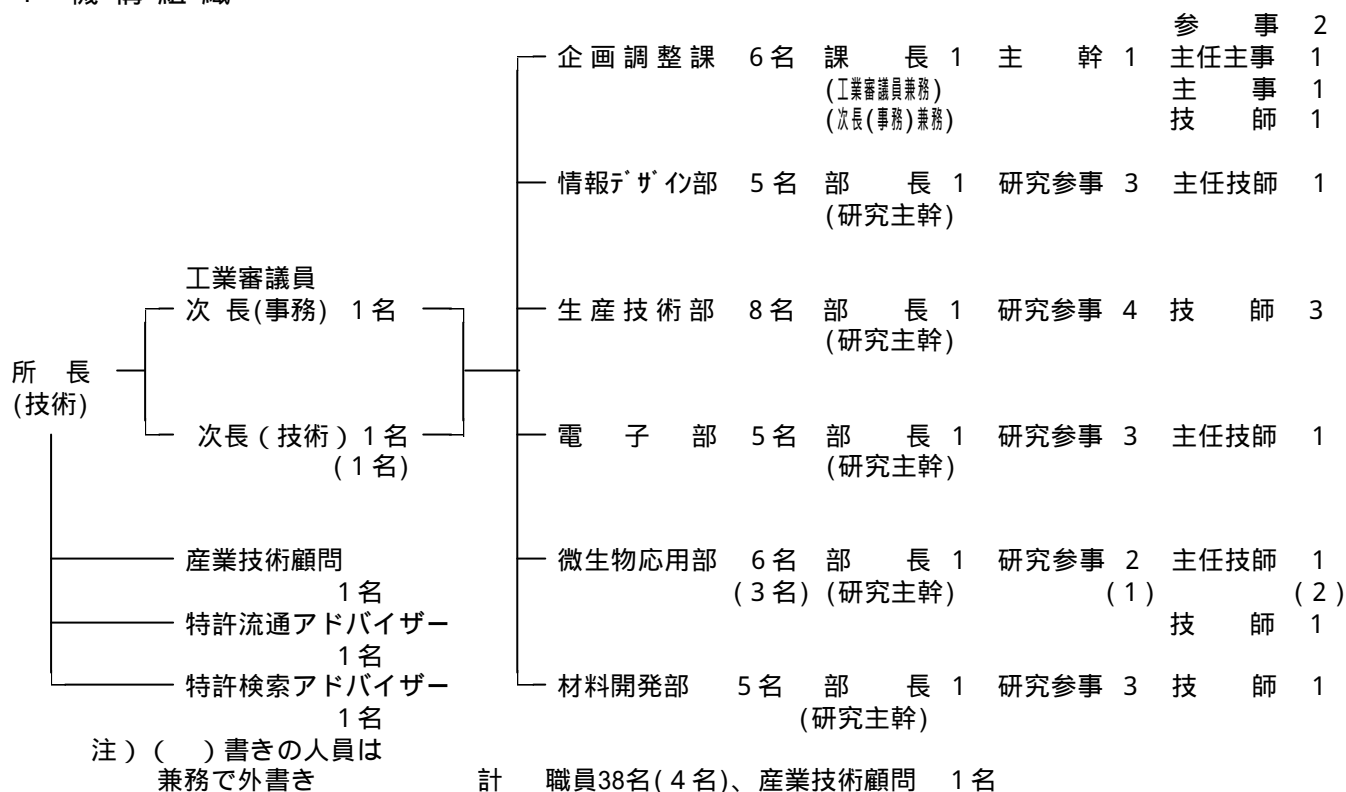 機 構 組 織
参 事 2
企 画 調 整 課 6名 課 長 1 主 幹 1 主任主事 1
(工業審議員兼務) 主 事 1
(次長(事務)兼務) 技 師 1
情報デザイン部 5名 部 長 1 研究参事 3 主任技師 1
(研究主幹)
工業審議員
次 長(事務) 1名 生 産 技 術 部 8名 部 長 1 研究参事 4 技 師 3
(研究主幹)
所 長
(技術)
次長(技術)1名 電 子 部 5名 部 長 1 研究参事 3 主任技師 1
(1名) (研究主幹)
産業技術顧問 微生物応用部 6名 部 長 1 研究参事 2 主任技師 1
1名 (3名) (研究主幹) (1) (2)
特許流通アドバイザー 技 師 1
1名
特許検索アドバイザー 材料開発部 5名 部 長 1 研究参事 3 技 師 1
1名 (研究主幹)
注)( )書きの人員は
兼務で外書き 計 職員38名(4名)、産業技術顧問 1名